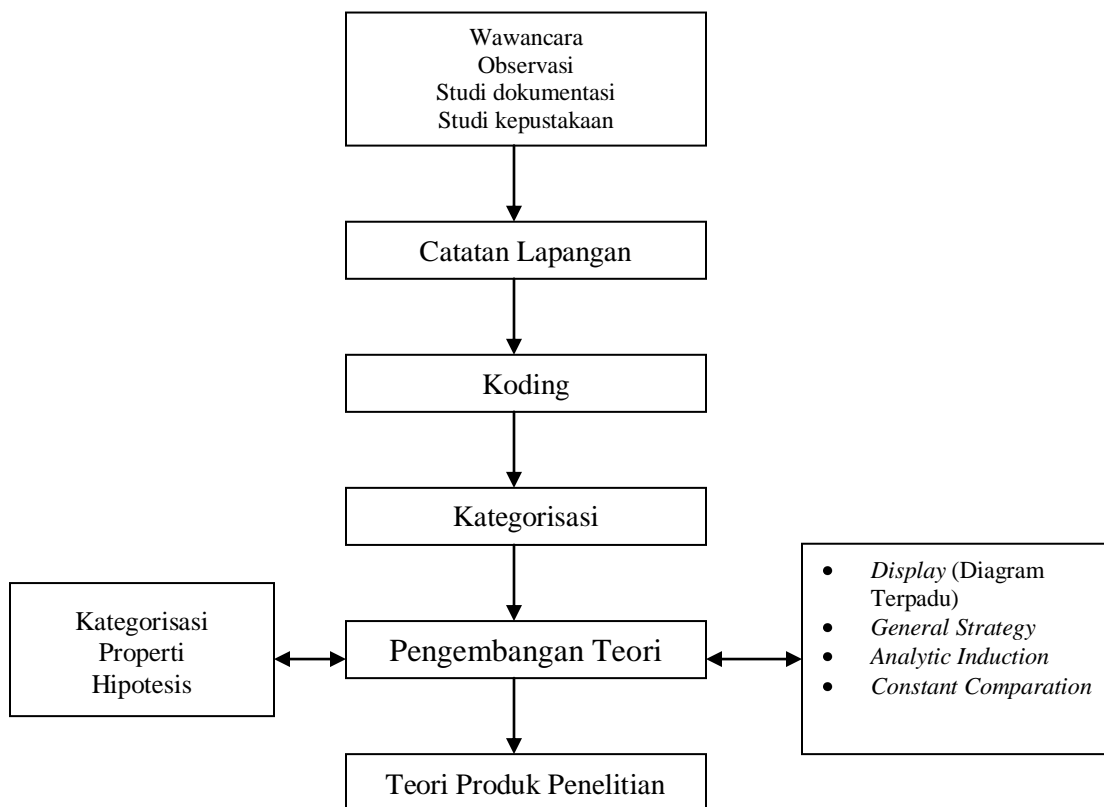 Wawancara
Observasi
Studi dokumentasi
Studi kepustakaan
Catatan Lapangan
Koding
Kategorisasi
Kategorisasi
Properti
Hipotesis
Pengembangan Teori
• Display (Diagram
Terpadu)
• General Strategy
• Analytic Induction
• Constant Comparation
Teori Produk Penelitian